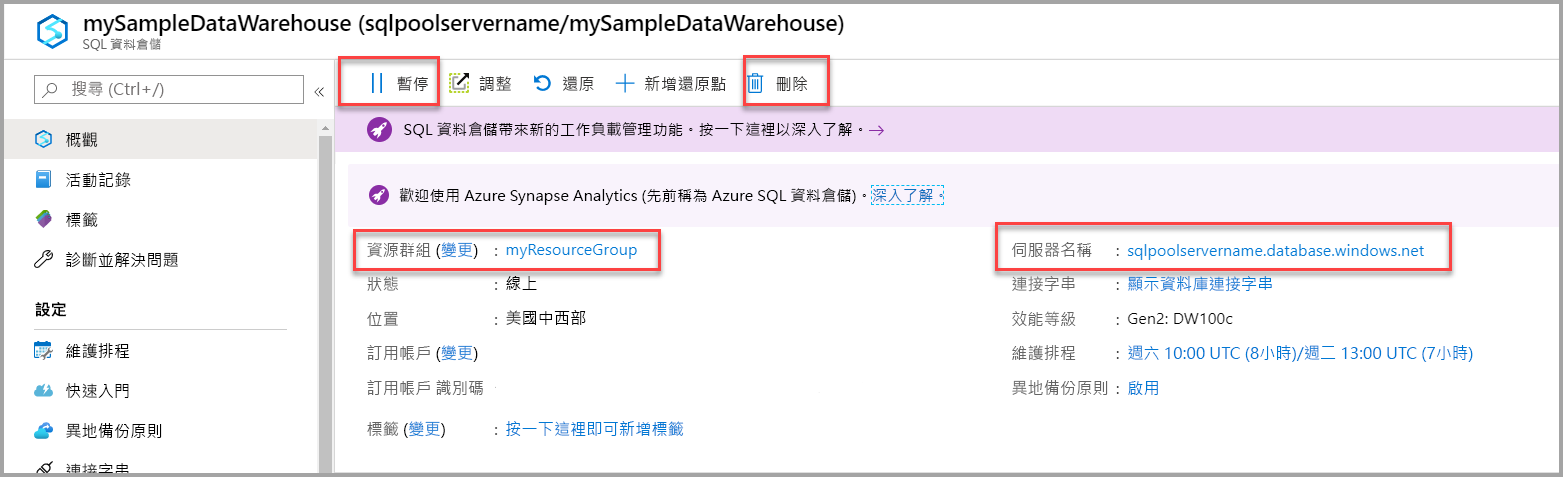 mySampleDataWarehouse (sqlpoolservername/mySampleDataWarehouse)
SQL 資料倉儲
搜尋 (Ctrl+/)
«
暫停 調整 還原 新增還原點 刪除
SQL 資料倉儲帶來新的工作負載管理功能。按一下這裡以深入了解。→
歡迎使用 Azure Synapse Analytics (先前稱為 Azure SQL 資料倉儲)。深入了解。
概觀
活動記錄
標籤
診斷並解決問題
設定
維護排程
快速入門
異地備份原則
連接字串
資源群組 (變更) : myResourceGroup
狀態 : 線上
位置 : 美國中西部
訂用帳戶 (變更)
訂用帳戶 識別碼
標籤 (變更) : 按一下這裡即可新增標籤
伺服器名稱 : sqlpoolservername.database.windows.net
連接字串 : 顯示資料庫連接字串
效能等級 : Gen2: DW100c
維護排程 : 週六 10:00 UTC (8小時)/週二 13:00 UTC (7小時)
異地備份原則 : 啟用